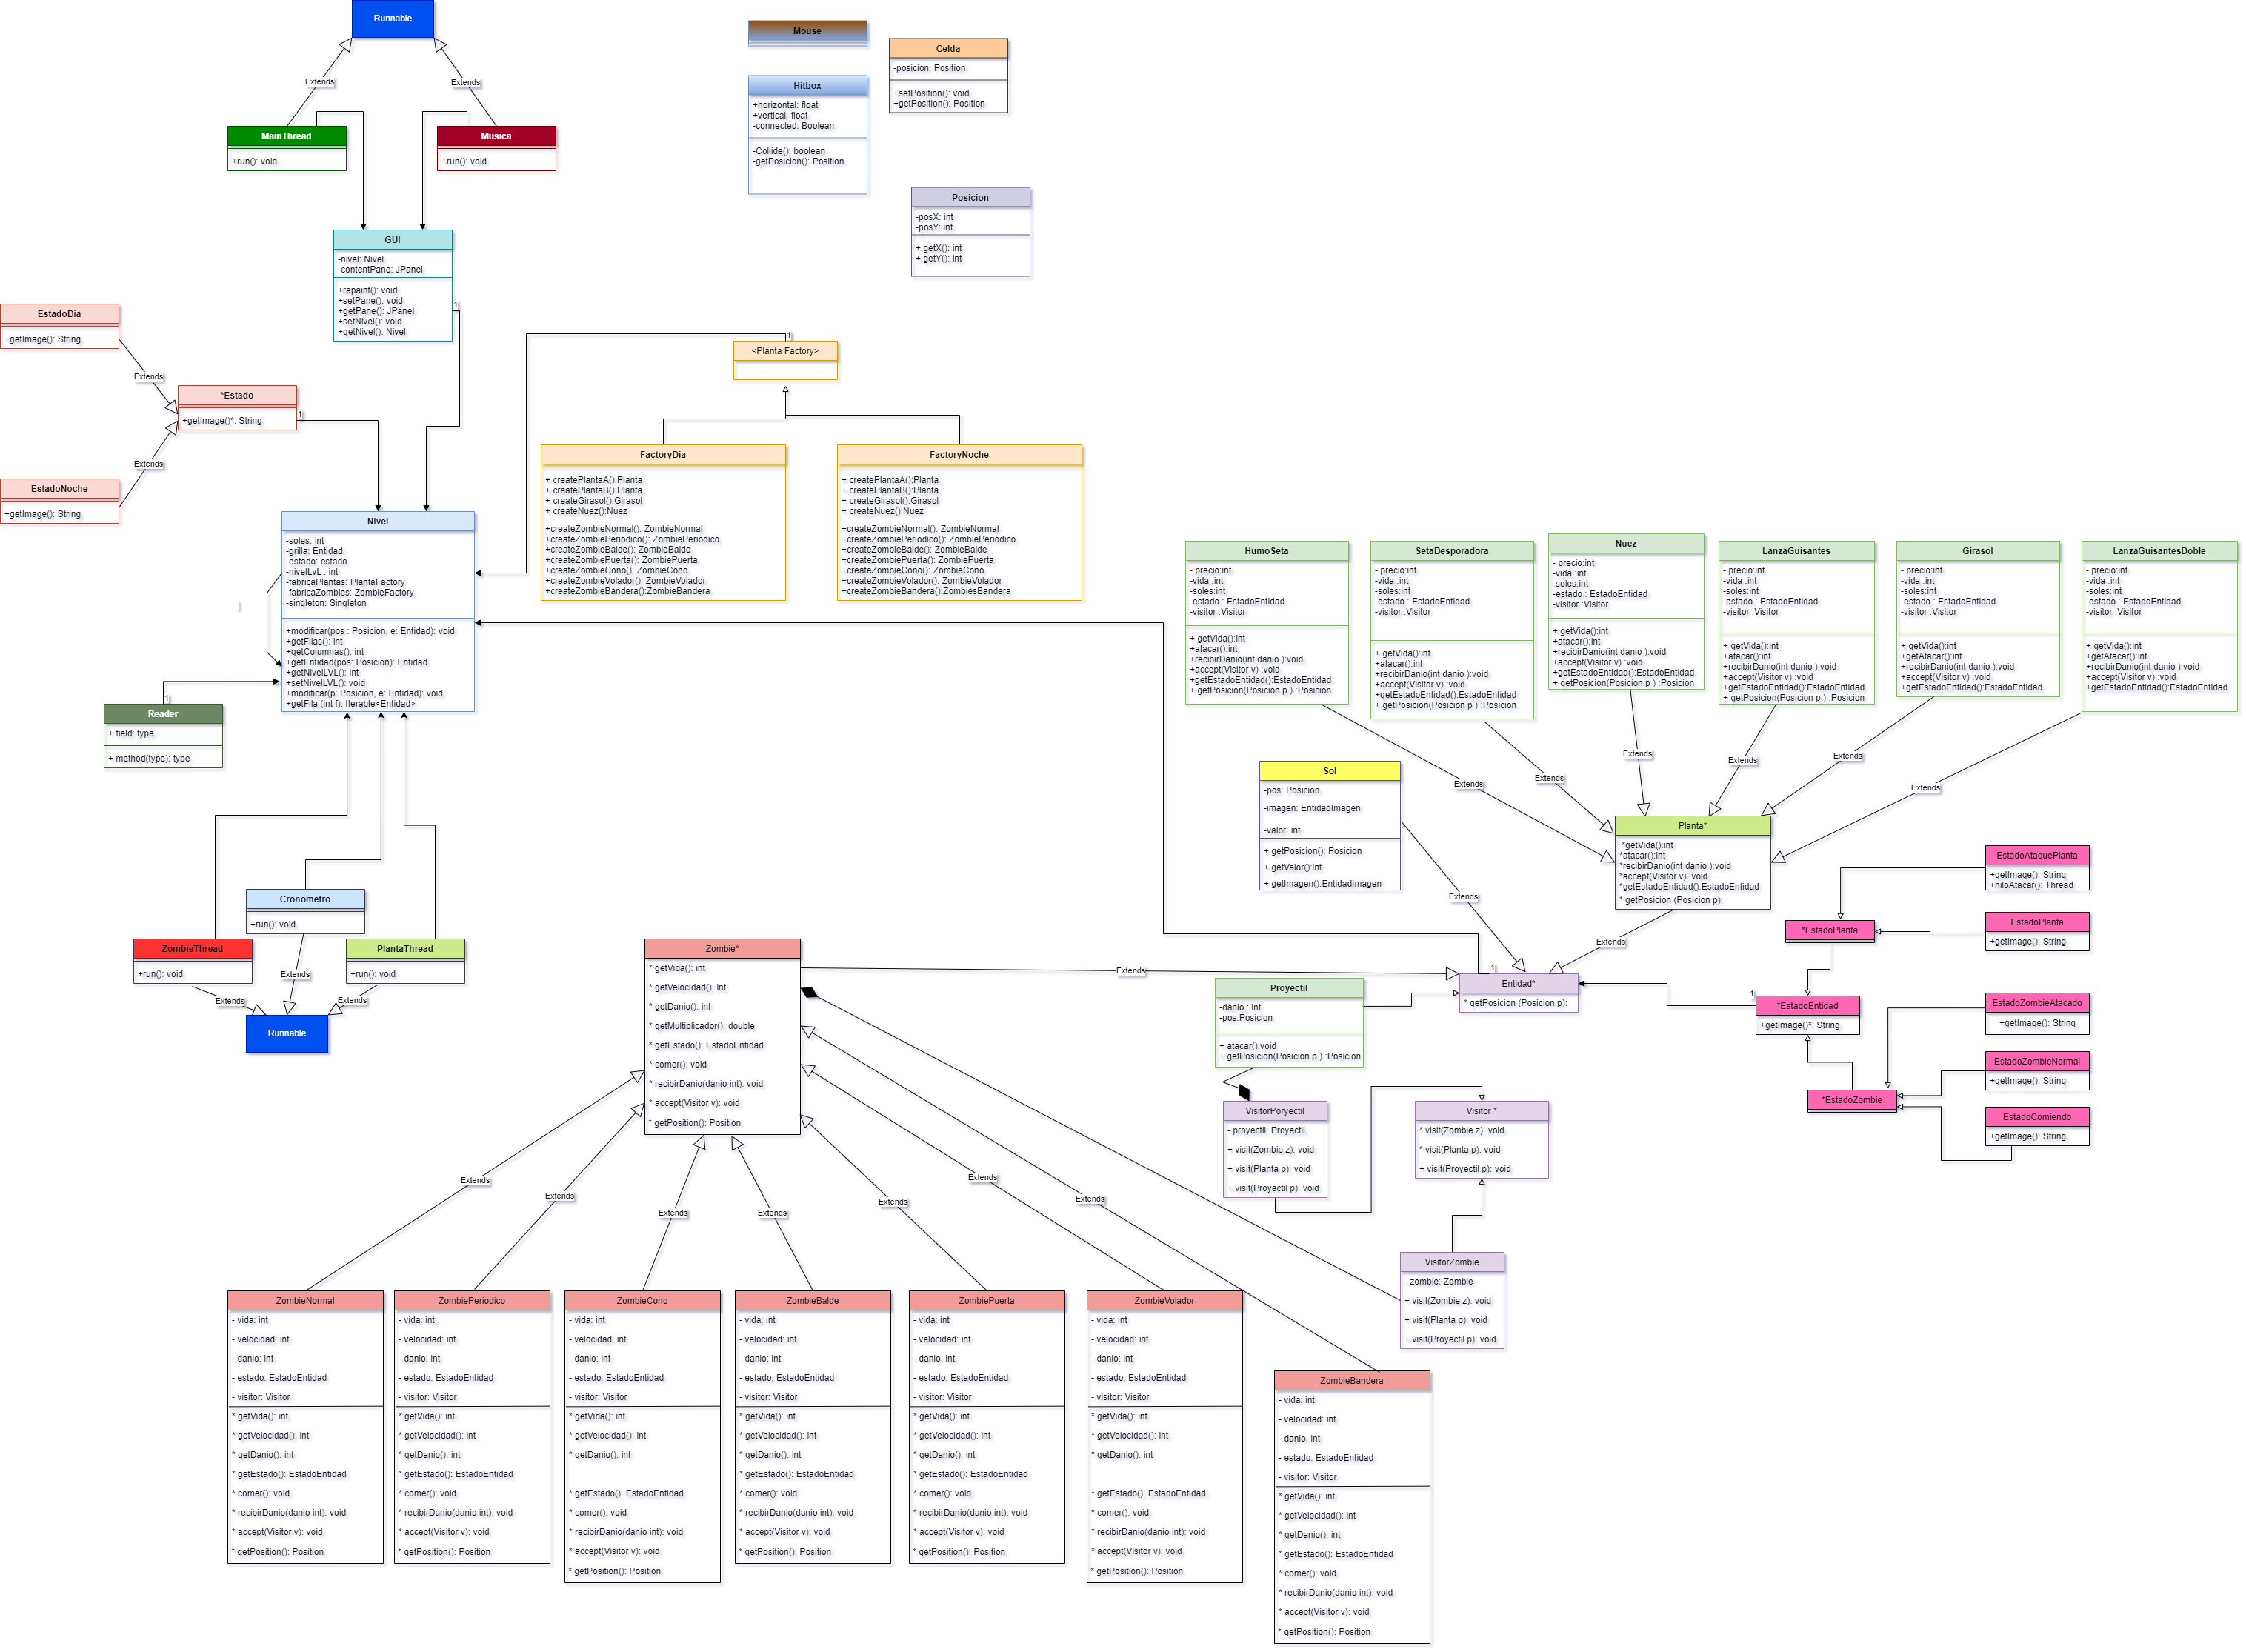 Runnable
Extends
Extends
MainThread
+run(): void
Musica
+run(): void
Mouse
Hitbox
+horizontal: float
+vertical: float
-connected: Boolean
-Collide(): boolean
-getPosicion(): Position
Celda
-posicion: Position
+setPosition(): void
+getPosition(): Position
Posicion
-posX: int
-posY: int
+ getX(): int
+ getY(): int
GUI
-nivel: Nivel
-contentPane: JPanel
+repaint(): void
+setPane(): void
+getPane(): JPanel
+setNivel(): void
+getNivel(): Nivel
1
EstadoDia
+getImage(): String
Extends
*Estado
+getImage()*: String
1
Extends
EstadoNoche
+getImage(): String
1
<Planta Factory>
FactoryDia
+ createPlantaA():Planta
+ createPlantaB():Planta
+ createGirasol():Girasol
+ createNuez():Nuez
+createZombieNormal(): ZombieNormal
+createZombiePeriodico(): ZombiePeriodico
+createZombieBalde(): ZombieBalde
+createZombiePuerta(): ZombiePuerta
+createZombieCono(): ZombieCono
+createZombieVolador(): ZombieVolador
+createZombieBandera():ZombieBandera
FactoryNoche
+ createPlantaA():Planta
+ createPlantaB():Planta
+ createGirasol():Girasol
+ createNuez():Nuez
+createZombieNormal(): ZombieNormal
+createZombiePeriodico(): ZombiePeriodico
+createZombieBalde(): ZombieBalde
+createZombiePuerta(): ZombiePuerta
+createZombieCono(): ZombieCono
+createZombieVolador(): ZombieVolador
+createZombieBandera():ZombiesBandera
Nivel
-soles: int
-grilla: Entidad
-estado: estado
-nivelLvL : int
-fabricaPlantas: PlantaFactory
-fabricaZombies: ZombieFactory
-singleton: Singleton
+modificar(pos : Posicion, e: Entidad): void
+getFilas(): int
+getColumnas(): int
+getEntidad(pos: Posicion): Entidad
+getNivelLVL(): int
+setNivelLVL(): void
+modificar(p: Posicion, e: Entidad): void
+getFila (int f): Iterable<Entidad>
1
Reader
+ field: type
+ method(type): type
HumoSeta
- precio:int
-vida :int
-soles:int
-estado : EstadoEntidad
-visitor :Visitor
+ getVida():int
+atacar():int
+recibirDanio(int danio ):void
+accept(Visitor v) :void
+getEstadoEntidad():EstadoEntidad
+ getPosicion(Posicion p ) :Posicion
SetaDesporadora
- precio:int
-vida :int
-soles:int
-estado : EstadoEntidad
-visitor :Visitor
+ getVida():int
+atacar():int
+recibirDanio(int danio ):void
+accept(Visitor v) :void
+getEstadoEntidad():EstadoEntidad
+ getPosicion(Posicion p ) :Posicion
Nuez
- precio:int
-vida :int
-soles:int
-estado : EstadoEntidad
-visitor :Visitor
+ getVida():int
+atacar():int
+recibirDanio(int danio ):void
+accept(Visitor v) :void
+getEstadoEntidad():EstadoEntidad
+ getPosicion(Posicion p ) :Posicion
LanzaGuisantes
- precio:int
-vida :int
-soles:int
-estado : EstadoEntidad
-visitor :Visitor
+ getVida():int
+atacar():int
+recibirDanio(int danio ):void
+accept(Visitor v) :void
+getEstadoEntidad():EstadoEntidad
+ getPosicion(Posicion p ) :Posicion
Girasol
- precio:int
-vida :int
-soles:int
-estado : EstadoEntidad
-visitor :Visitor
+ getVida():int
+getAtacar():int
+recibirDanio(int danio ):void
+accept(Visitor v) :void
+getEstadoEntidad():EstadoEntidad
LanzaGuisantesDoble
- precio:int
-vida :int
-soles:int
-estado : EstadoEntidad
-visitor :Visitor
+ getVida():int
+getAtacar():int
+recibirDanio(int danio ):void
+accept(Visitor v) :void
+getEstadoEntidad():EstadoEntidad
Extends
Extends
Extends
Extends
Extends
Extends
Sol
-pos: Posicion
-imagen: EntidadImagen
-valor: int
+ getPosicion(): Posicion
+ getValor():int
+ getImagen():EntidadImagen
Extends
Planta*
*getVida():int
*atacar():int
*recibirDanio(int danio ):void
*accept(Visitor v) :void
*getEstadoEntidad():EstadoEntidad
* getPosicion (Posicion p):
Extends
EstadoAtaquePlanta
+getImage(): String
+hiloAtacar(): Thread
*EstadoPlanta
EstadoPlanta
+getImage(): String
Cronometro
+run(): void
ZombieThread
+run(): void
PlantaThread
+run(): void
Extends
Extends
Extends
Runnable
Zombie*
* getVida(): int
* getVelocidad(): int
* getDanio(): int
* getMultiplicador(): double
* getEstado(): EstadoEntidad
* comer(): void
* recibirDanio(danio int): void
* accept(Visitor v): void
* getPosition(): Position
Extends
1
Entidad*
* getPosicion (Posicion p):
Proyectil
-danio : int
-pos:Posicion
+ atacar():void
+ getPosicion(Posicion p ) :Posicion
1
*EstadoEntidad
+getImage()*: String
EstadoZombieAtacado
+getImage(): String
EstadoZombieNormal
+getImage(): String
*EstadoZombie
EstadoComiendo
+getImage(): String
VisitorPoryectil
- proyectil: Proyectil
+ visit(Zombie z): void
+ visit(Planta p): void
+ visit(Proyectil p): void
Visitor *
* visit(Zombie z): void
* visit(Planta p): void
+ visit(Proyectil p): void
VisitorZombie
- zombie: Zombie
+ visit(Zombie z): void
+ visit(Planta p): void
+ visit(Proyectil p): void
Extends
Extends
Extends
Extends
Extends
Extends
Extends
ZombieNormal
- vida: int
- velocidad: int
- danio: int
- estado: EstadoEntidad
- visitor: Visitor
* getVida(): int
* getVelocidad(): int
* getDanio(): int
* getEstado(): EstadoEntidad
* comer(): void
* recibirDanio(danio int): void
* accept(Visitor v): void
* getPosition(): Position
ZombiePeriodico
- vida: int
- velocidad: int
- danio: int
- estado: EstadoEntidad
- visitor: Visitor
* getVida(): int
* getVelocidad(): int
* getDanio(): int
* getEstado(): EstadoEntidad
* comer(): void
* recibirDanio(danio int): void
* accept(Visitor v): void
* getPosition(): Position
ZombieCono
- vida: int
- velocidad: int
- danio: int
- estado: EstadoEntidad
- visitor: Visitor
* getVida(): int
* getVelocidad(): int
* getDanio(): int
* getEstado(): EstadoEntidad
* comer(): void
* recibirDanio(danio int): void
* accept(Visitor v): void
* getPosition(): Position
ZombieBalde
- vida: int
- velocidad: int
- danio: int
- estado: EstadoEntidad
- visitor: Visitor
* getVida(): int
* getVelocidad(): int
* getDanio(): int
* getEstado(): EstadoEntidad
* comer(): void
* recibirDanio(danio int): void
* accept(Visitor v): void
* getPosition(): Position
ZombiePuerta
- vida: int
- velocidad: int
- danio: int
- estado: EstadoEntidad
- visitor: Visitor
* getVida(): int
* getVelocidad(): int
* getDanio(): int
* getEstado(): EstadoEntidad
* comer(): void
* recibirDanio(danio int): void
* accept(Visitor v): void
* getPosition(): Position
ZombieVolador
- vida: int
- velocidad: int
- danio: int
- estado: EstadoEntidad
- visitor: Visitor
* getVida(): int
* getVelocidad(): int
* getDanio(): int
* getEstado(): EstadoEntidad
* comer(): void
* recibirDanio(danio int): void
* accept(Visitor v): void
* getPosition(): Position
ZombieBandera
- vida: int
- velocidad: int
- danio: int
- estado: EstadoEntidad
- visitor: Visitor
* getVida(): int
* getVelocidad(): int
* getDanio(): int
* getEstado(): EstadoEntidad
* comer(): void
* recibirDanio(danio int): void
* accept(Visitor v): void
* getPosition(): Position